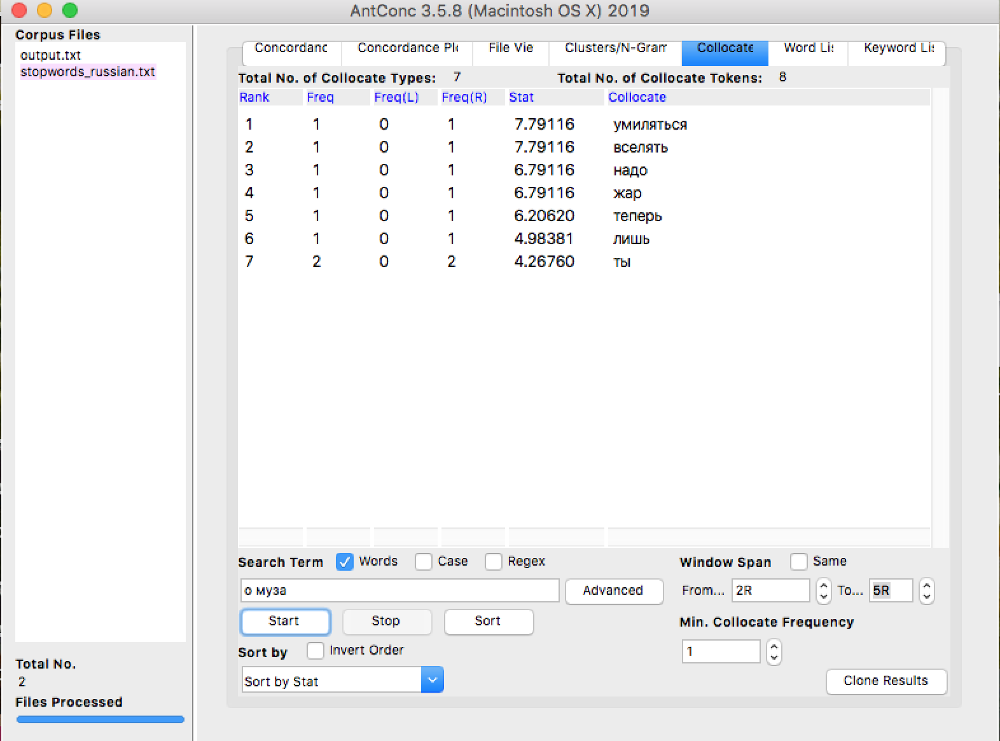 AntConc 3.5.8 (Macintosh OS X) 2019
Corpus Files
output.txt
stopwords_russian.txt
Total No.
2
Files Processed
Concordanc Concordance Plo File Vie Clusters/N-Gram Collocate Word Lis Keyword Lis
Total No. of Collocate Types: 7 Total No. of Collocate Tokens: 8
Rank Freq Freq(L) Freq(R) Stat Collocate
1 1 0 1 7.79116 умиляться
2 1 0 1 7.79116 вселять
3 1 0 1 6.79116 надо
4 1 0 1 6.79116 жар
5 1 0 1 6.20620 теперь
6 1 0 1 4.98381 лишь
7 2 0 2 4.26760 ты
Search Term Words Case Regex
о муза Advanced
Start Stop Sort
Sort by Invert Order
Sort by Stat
Window Span Same
From... 2R To... 5R
Min. Collocate Frequency
1
Clone Results